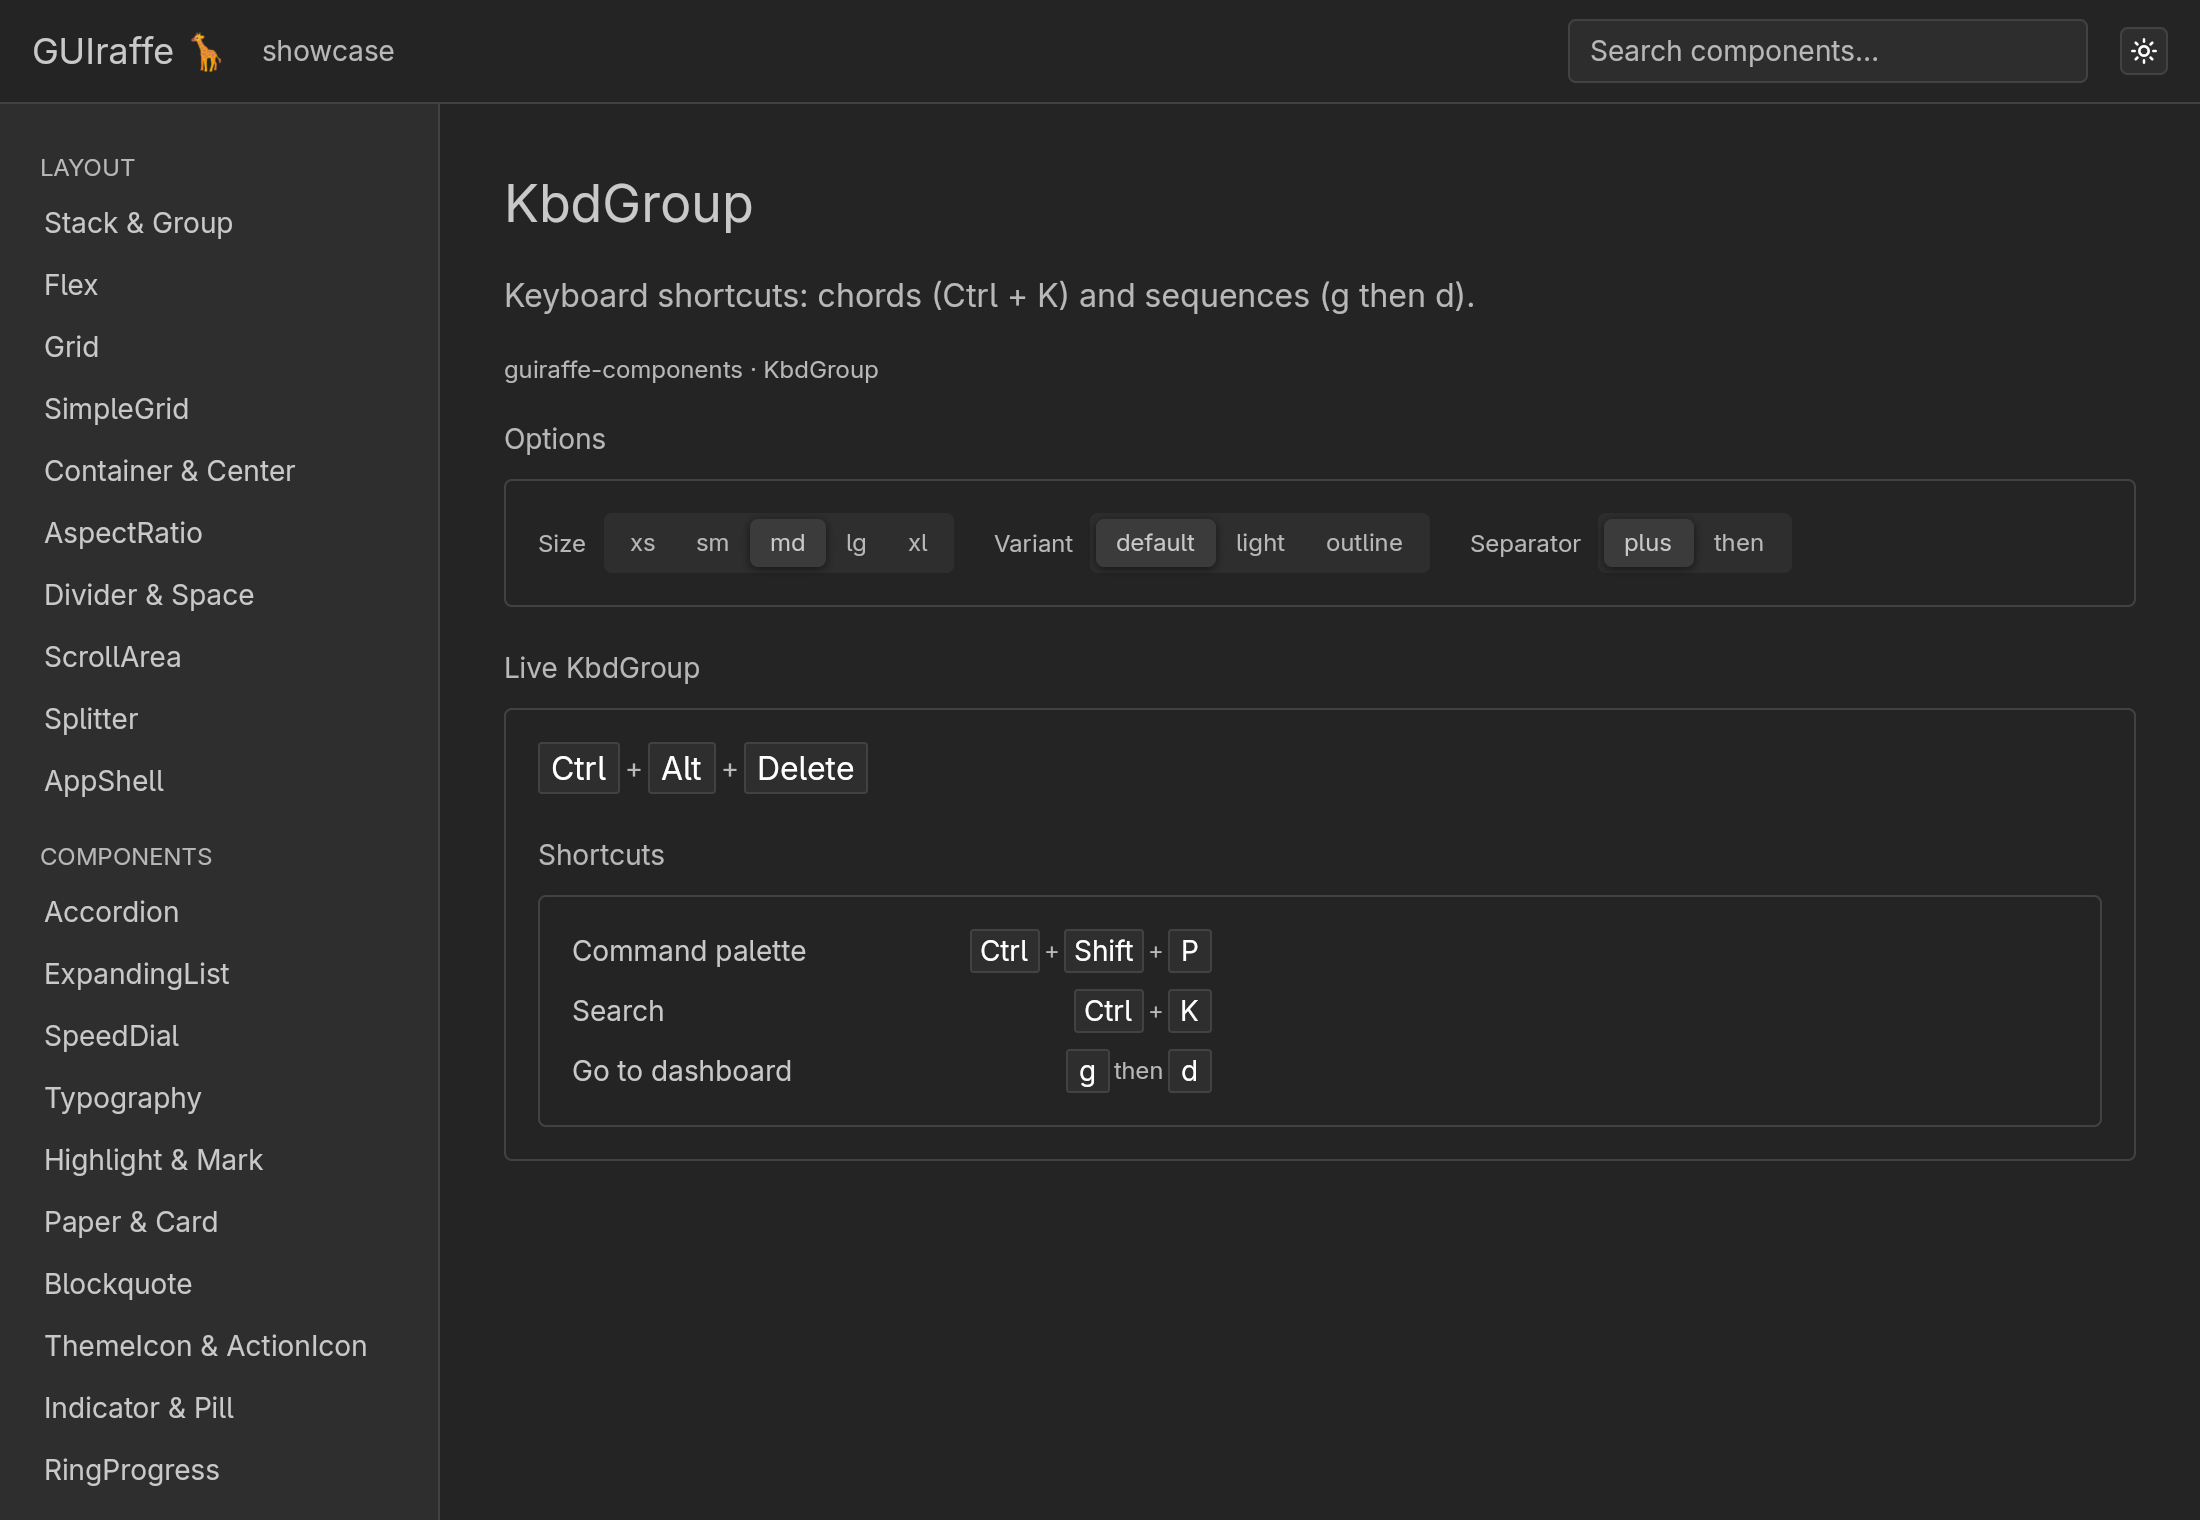 GUIraffe 🦒 showcase Search components...
LAYOUT
Stack & Group
Flex
Grid
SimpleGrid
Container & Center
AspectRatio
Divider & Space
ScrollArea
Splitter
AppShell
COMPONENTS
Accordion
ExpandingList
SpeedDial
Typography
Highlight & Mark
Paper & Card
Blockquote
ThemeIcon & ActionIcon
Indicator & Pill
RingProgress
KbdGroup
Keyboard shortcuts: chords (Ctrl + K) and sequences (g then d).
guiraffe-components · KbdGroup
Options
Size xs sm md lg xl Variant default light outline Separator plus then
Live KbdGroup
Ctrl + Alt + Delete
Shortcuts
Command palette Ctrl + Shift + P
Search Ctrl + K
Go to dashboard g then d